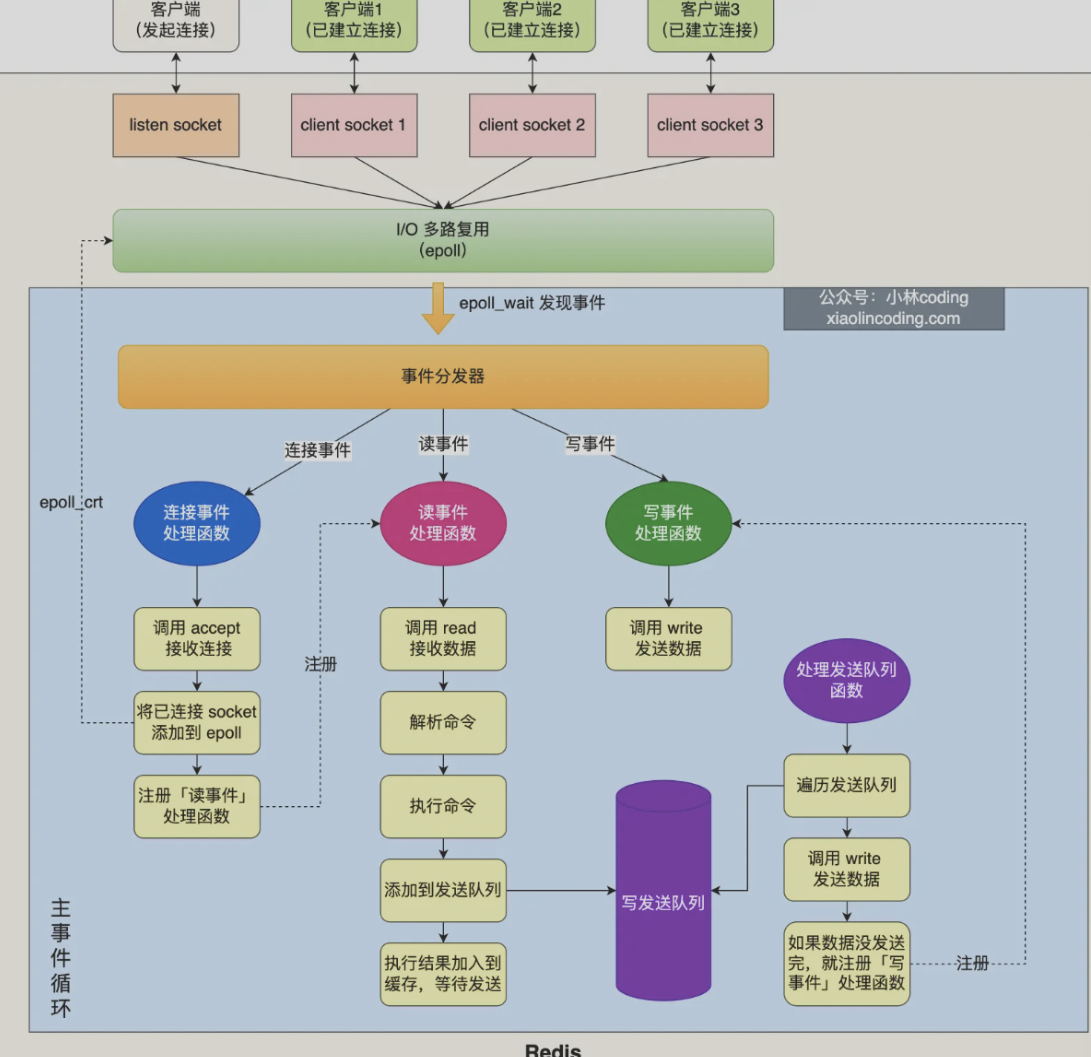 客户端
(发起连接)
客户端1
(已建立连接)
客户端2
(已建立连接)
客户端3
(已建立连接)
listen socket
client socket 1
client socket 2
client socket 3
I/O 多路复用
(epoll)
epoll_wait 发现事件
公众号：小林coding
xiaolincoding.com
事件分发器
连接事件
读事件
写事件
epoll_crt
连接事件
处理函数
读事件
处理函数
写事件
处理函数
调用 accept
接收连接
调用 read
接收数据
调用 write
发送数据
注册
处理发送队列
函数
将已连接 socket
添加到 epoll
解析命令
注册「读事件」
处理函数
执行命令
遍历发送队列
添加到发送队列
写发送队列
调用 write
发送数据
执行结果加入到
缓存，等待发送
如果数据没发送
完，就注册「写
事件」处理函数
注册
主
事
件
循
环
Redis